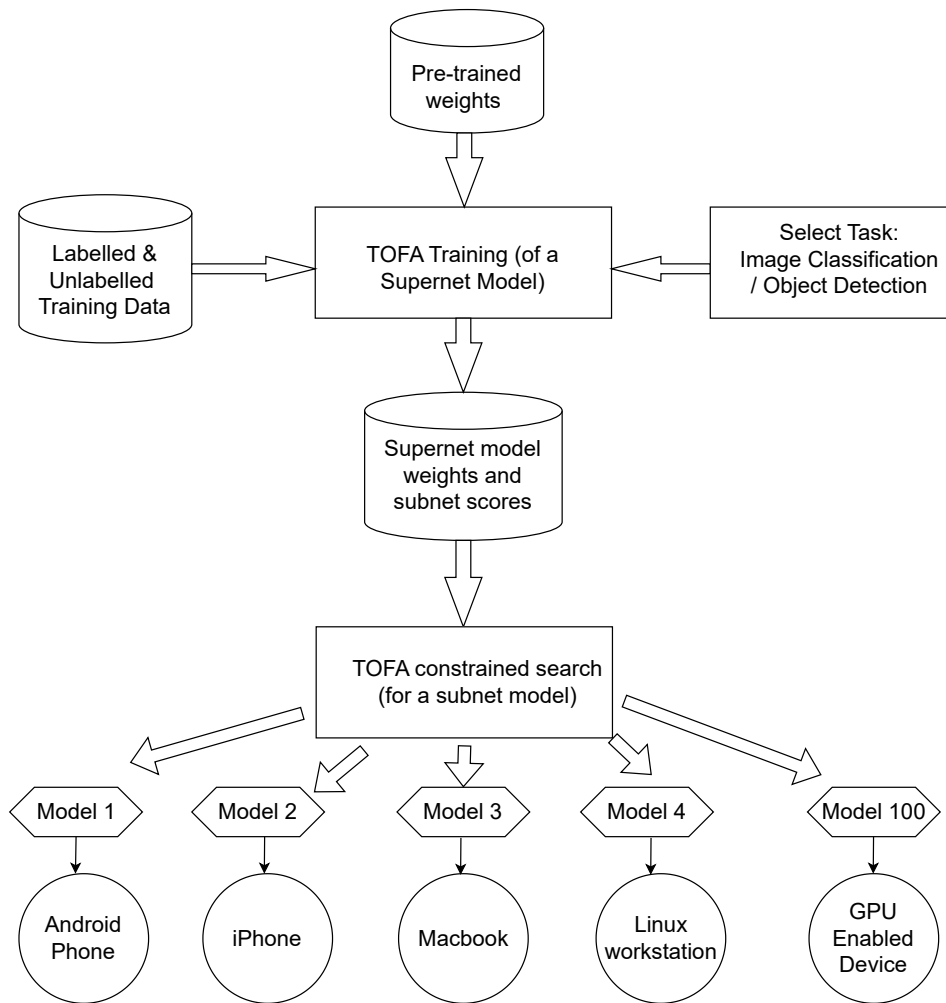 Pre-trained
weights
Labelled &
Unlabelled
Training Data
TOFA Training (of a
Supernet Model)
Select Task:
Image Classification
/ Object Detection
Supernet model
weights and
subnet scores
TOFA constrained search
(for a subnet model)
Model 1
Model 2
Model 3
Model 4
Model 100
Android
Phone
iPhone
Macbook
Linux
workstation
GPU
Enabled
Device